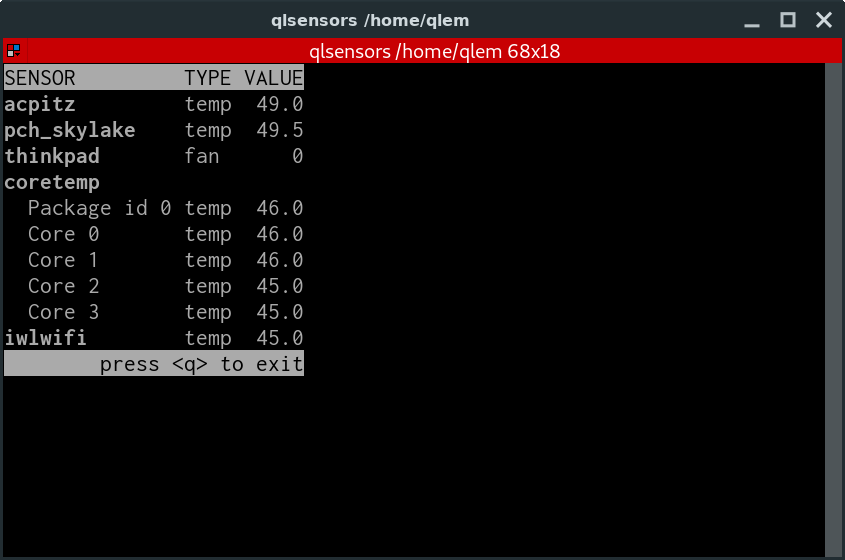 qlsensors /home/qlem
qlsensors /home/qlem 68x18
SENSOR         TYPE VALUE
acpitz         temp  49.0
pch_skylake    temp  49.5
thinkpad       fan      0
coretemp
  Package id 0 temp  46.0
  Core 0       temp  46.0
  Core 1       temp  46.0
  Core 2       temp  45.0
  Core 3       temp  45.0
iwlwifi        temp  45.0
        press <q> to exit